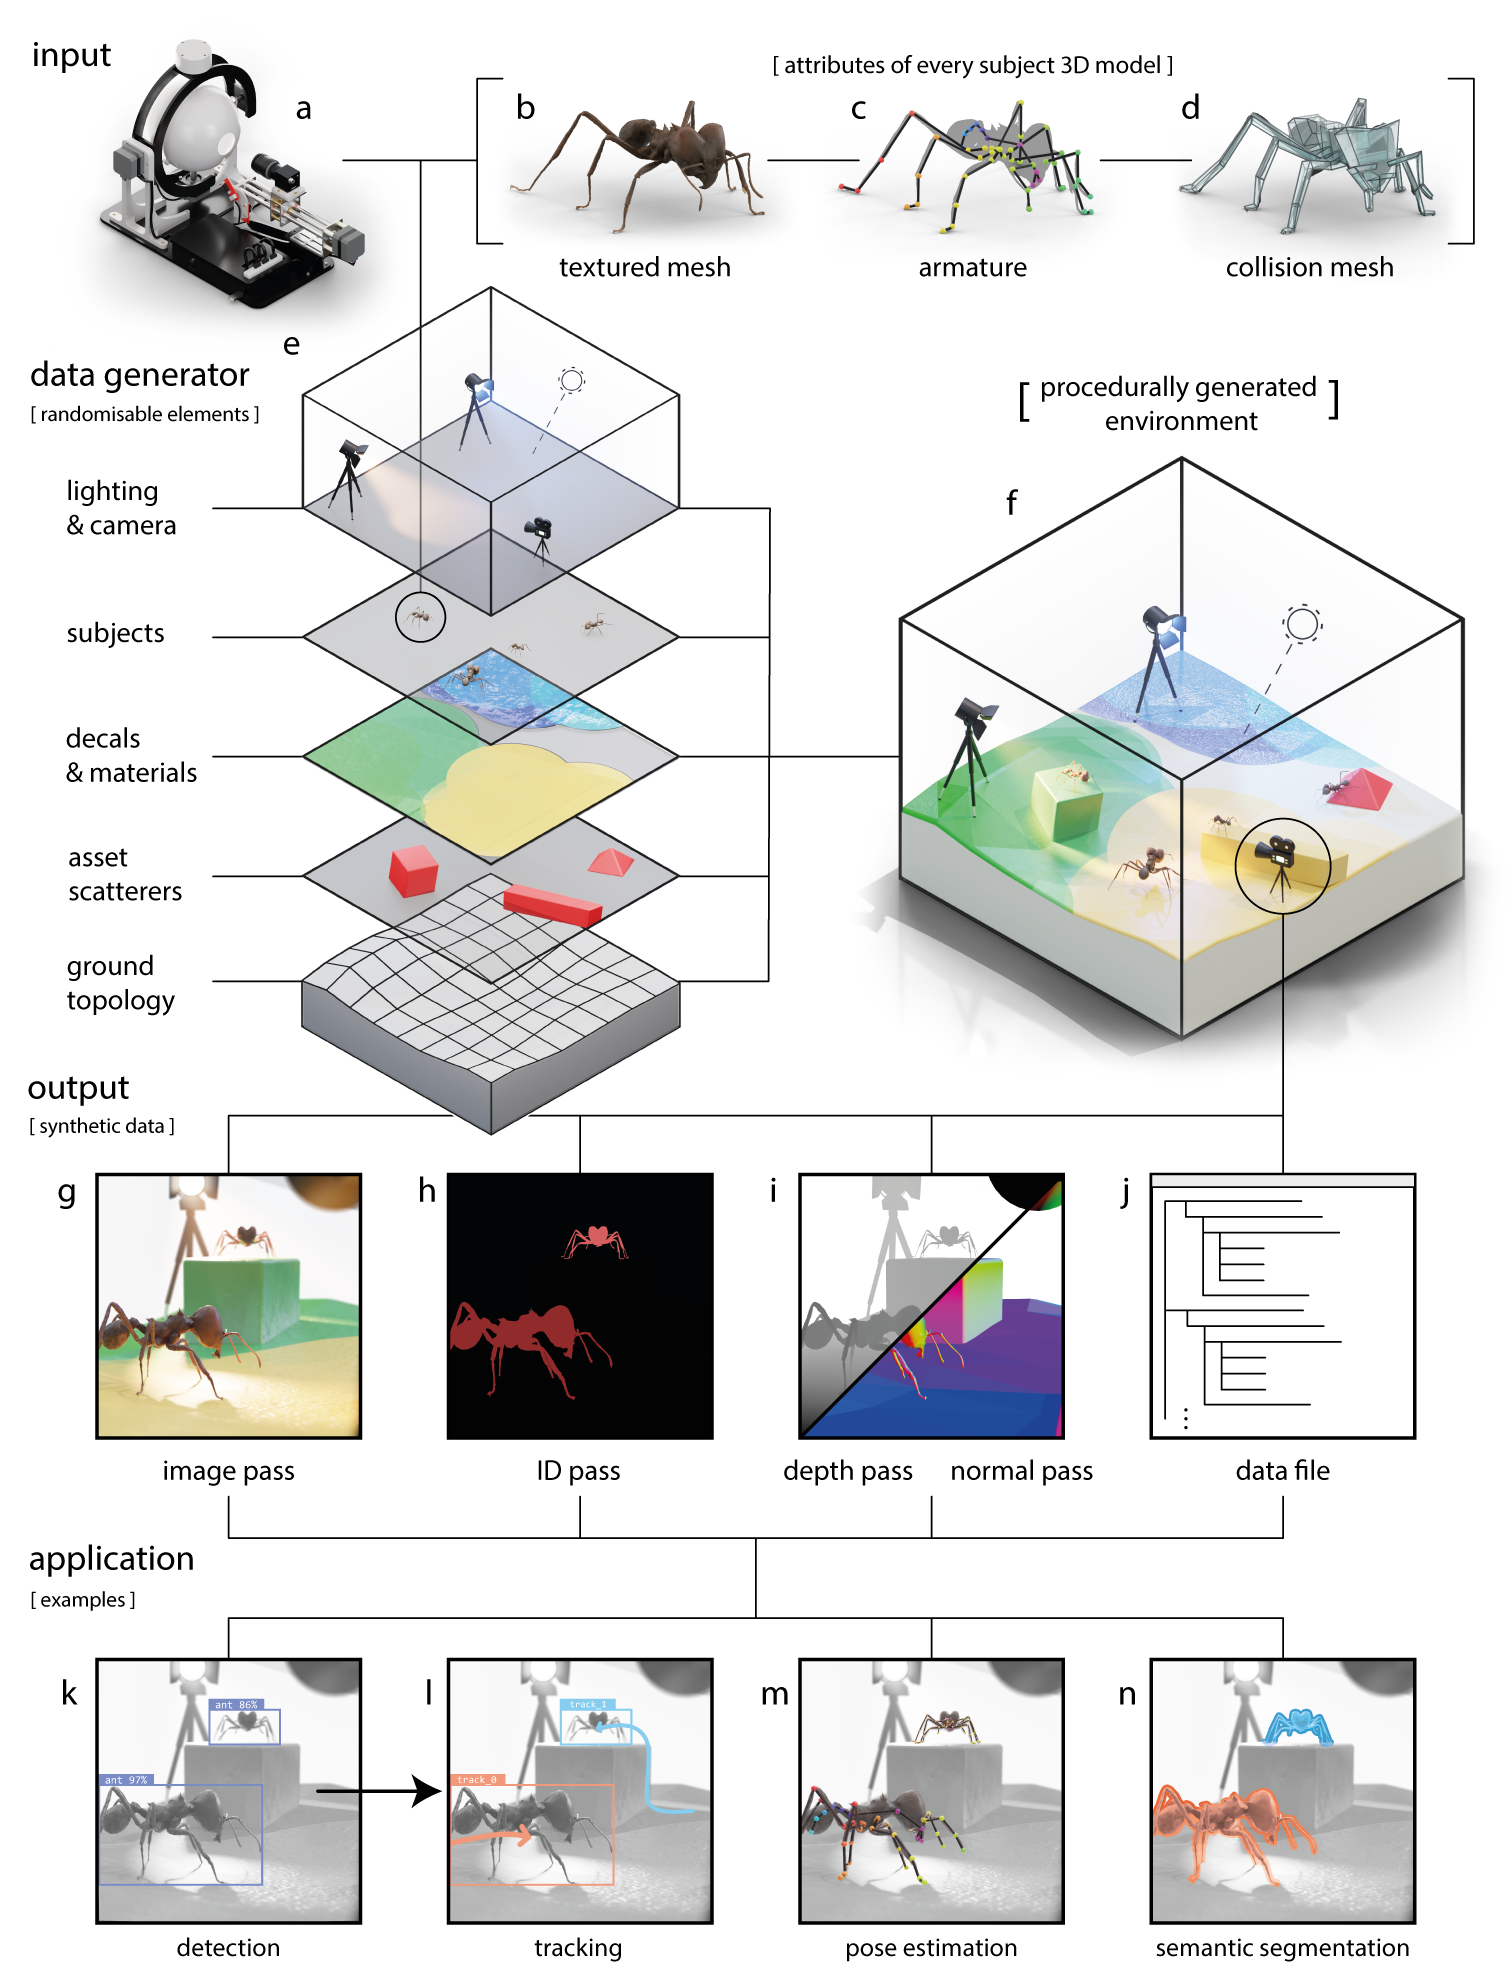 input
a
[ attributes of every subject 3D model ]
b
c
d
textured mesh
armature
collision mesh
e
data generator
[ randomisable elements ]
lighting
& camera
subjects
decals
& materials
asset
scatterers
ground
topology
[ procedurally generated
environment ]
f
output
[ synthetic data ]
g
h
i
j
image pass
ID pass
depth pass
normal pass
data file
application
[ examples ]
k
l
m
n
ant 86%
ant 97%
track_1
track_0
detection
tracking
pose estimation
semantic segmentation